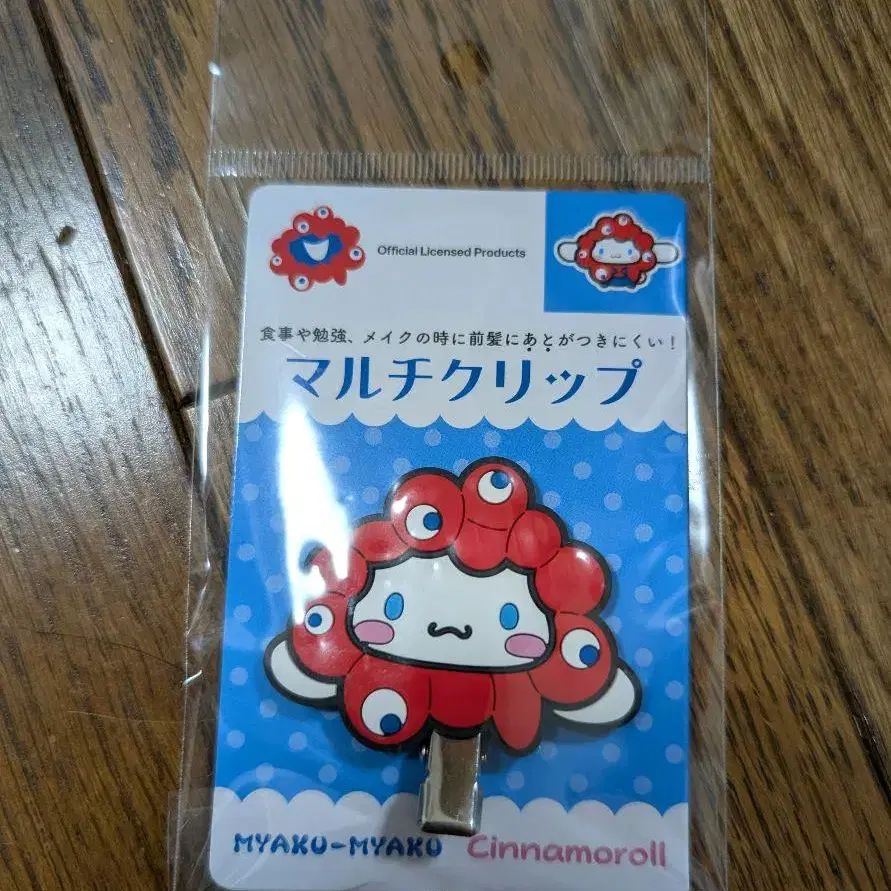 Official Licensed Products
食事や勉強、メイクの時に前髪にあとがつきにくい!
マルチクリップ
MYAKU-MYAKU Cinnamoroll